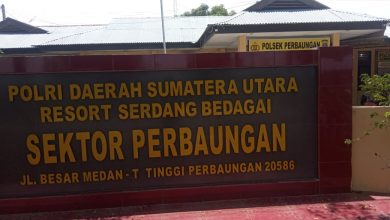 POLSEK PERBAUNGAN
POLRI DAERAH SUMATERA UTARA
RESORT SERDANG BEDAGAI
SEKTOR PERBAUNGAN
JL. BESAR MEDAN - T TINGGI PERBAUNGAN 20586